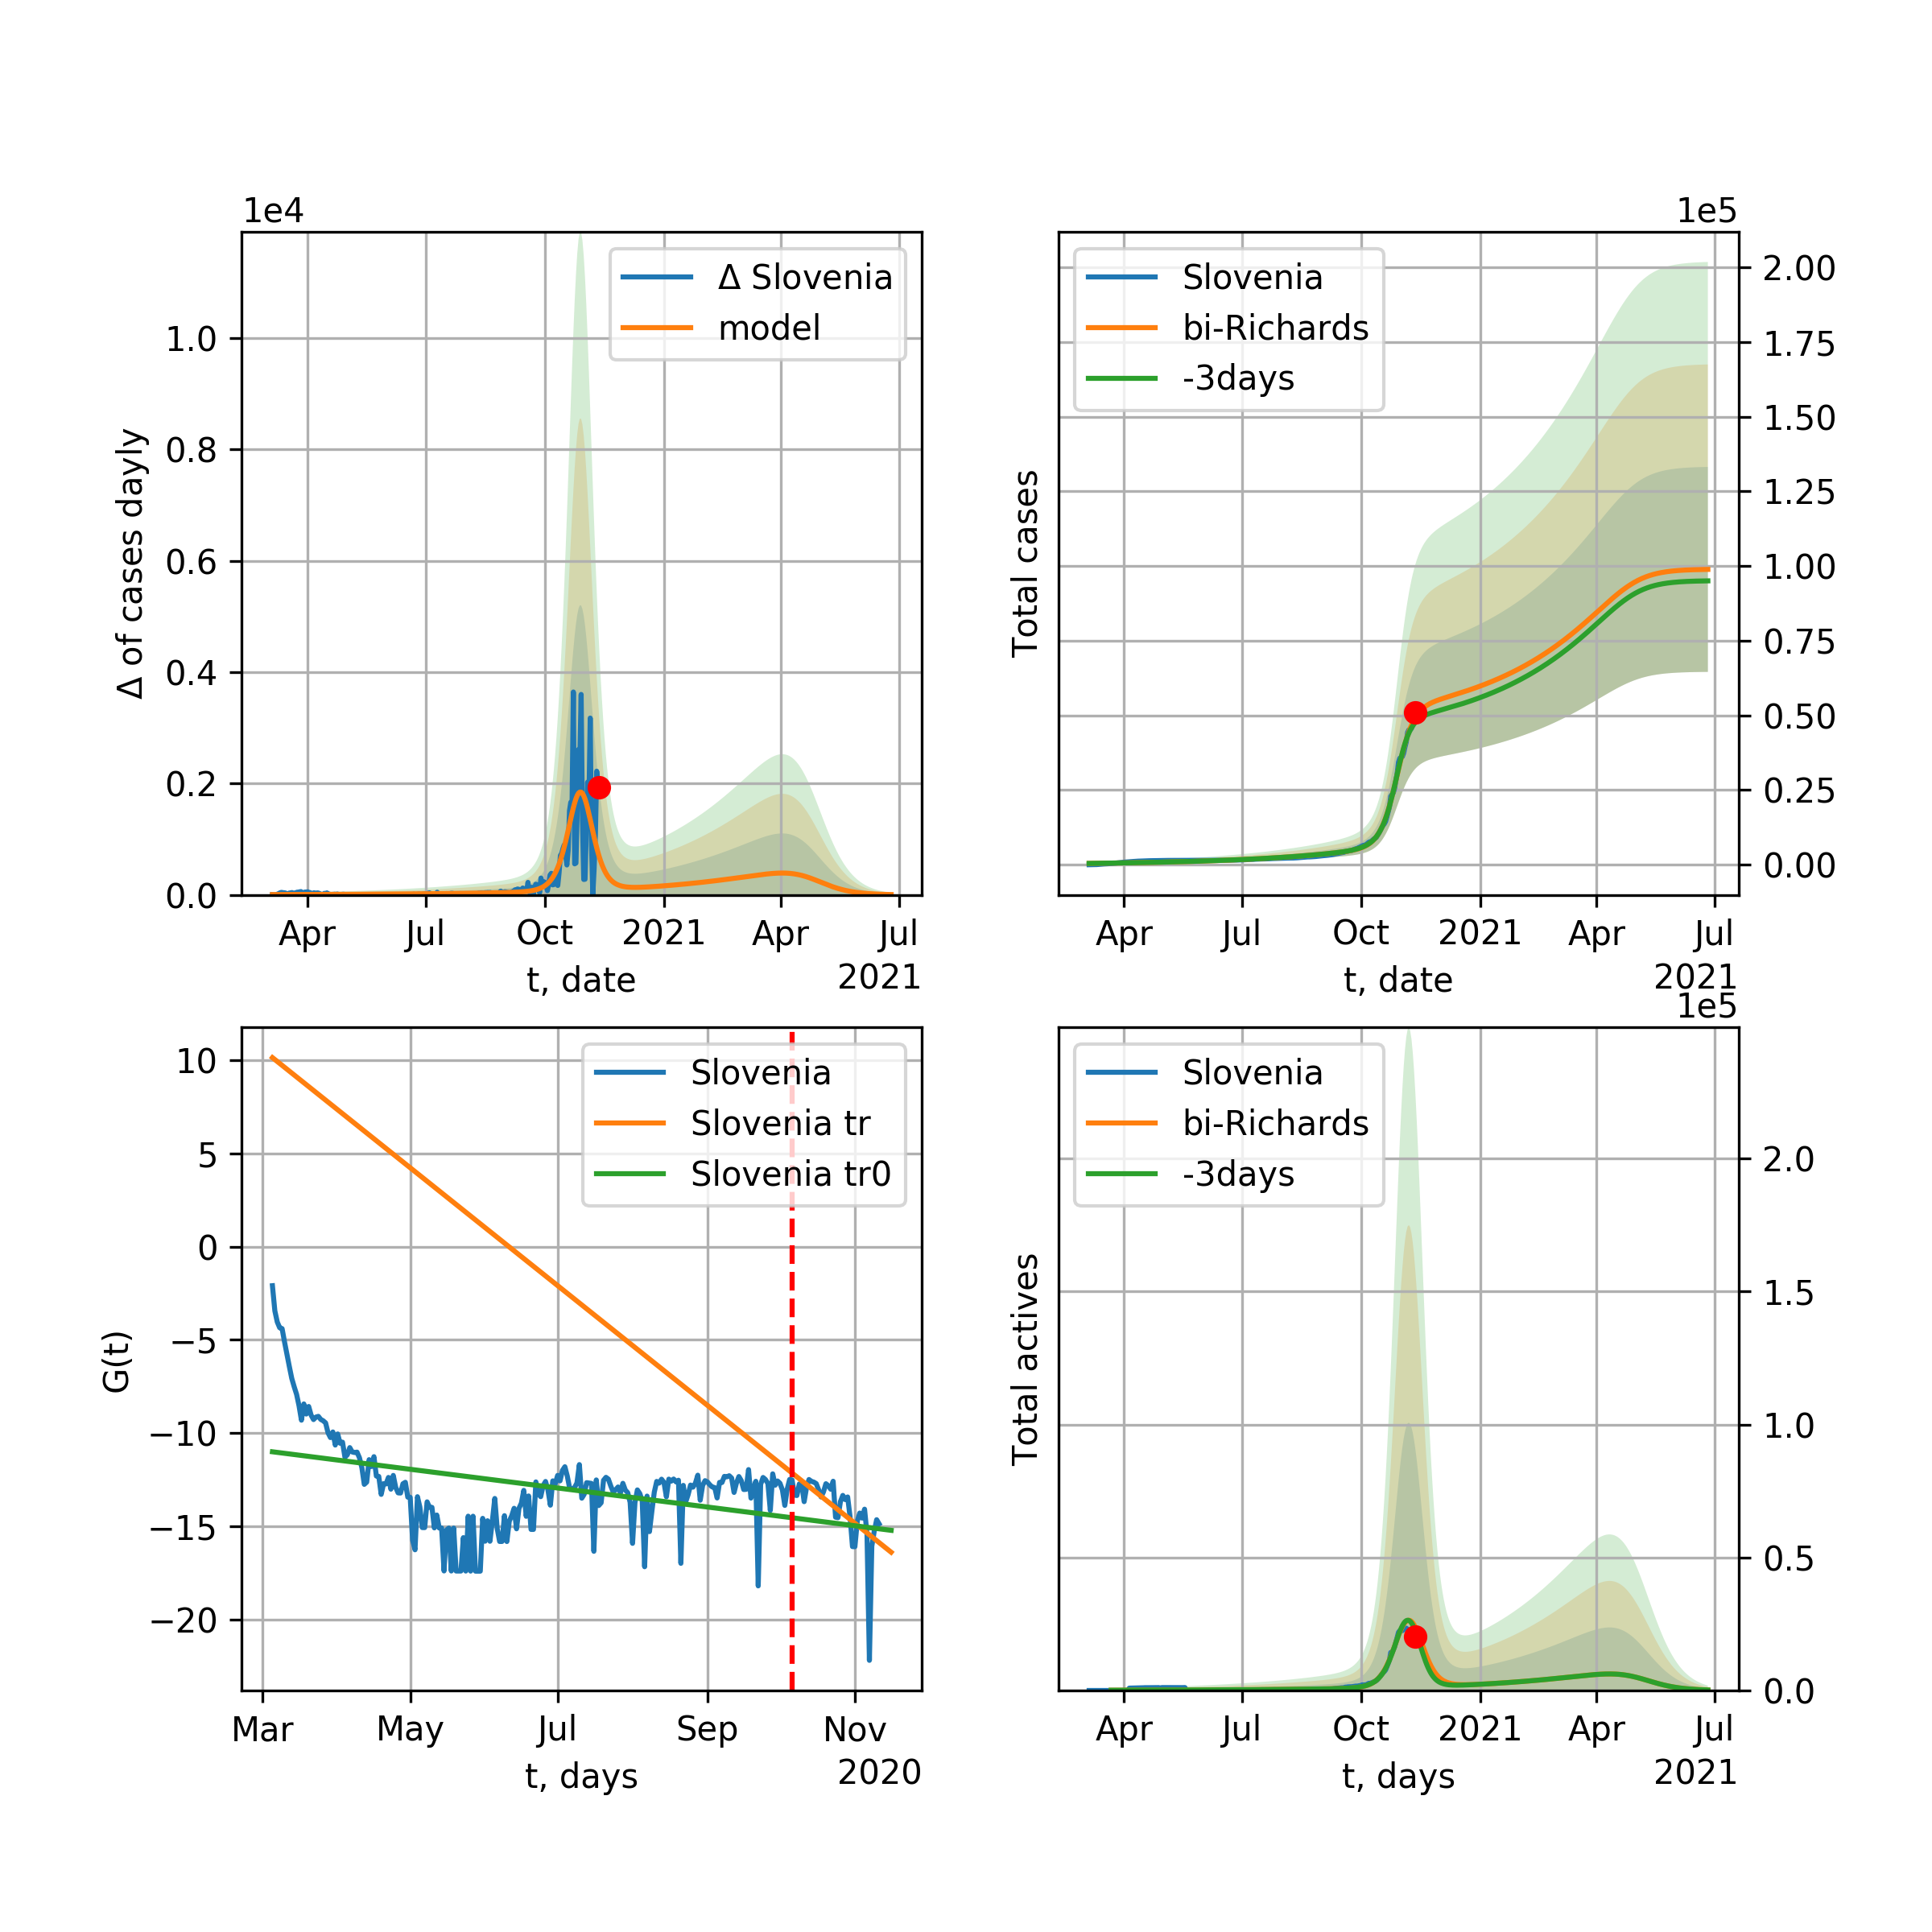 1e4
Δ of cases dayly
1.0
0.8
0.6
0.4
0.2
0.0
Δ Slovenia
model
Apr Jul Oct 2021 Apr Jul
t, date
2021
1e5
Total cases
Slovenia
bi-Richards
-3days
2.00
1.75
1.50
1.25
1.00
0.75
0.50
0.25
0.00
Apr Jul Oct 2021 Apr Jul
t, date
2021
G(t)
10
5
0
−5
−10
−15
−20
Slovenia
Slovenia tr
Slovenia tr0
Mar May Jul Sep Nov
t, days
2020
1e5
Total actives
Slovenia
bi-Richards
-3days
2.0
1.5
1.0
0.5
0.0
Apr Jul Oct 2021 Apr Jul
t, days
2021